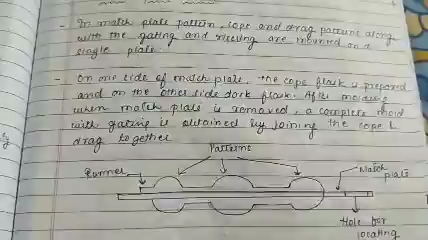 - In match plate pattern, cope and drag patterns along
with the gating and risering are mounted on a
single plate.
- On one side of match plate, the cope flask is prepared
and on the other side dark flask. After moulding
when match plate is removed, a complete mold
with gating is obtained by joining the cope &
drag together
Patterns
Runner
Match plate
Hole for
locating